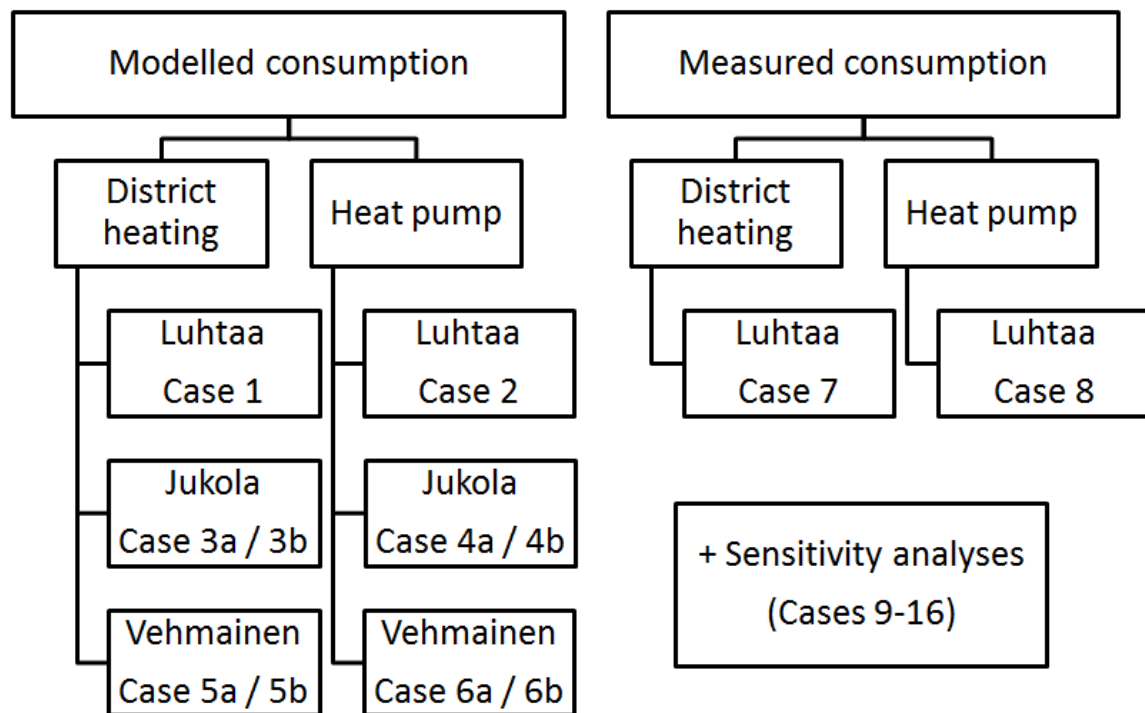 Modelled consumption
District
heating
Heat pump
Luhtaa
Case 1
Luhtaa
Case 2
Jukola
Case 3a / 3b
Jukola
Case 4a / 4b
Vehmainen
Case 5a / 5b
Vehmainen
Case 6a / 6b
Measured consumption
District
heating
Heat pump
Luhtaa
Case 7
Luhtaa
Case 8
+ Sensitivity analyses
(Cases 9-16)